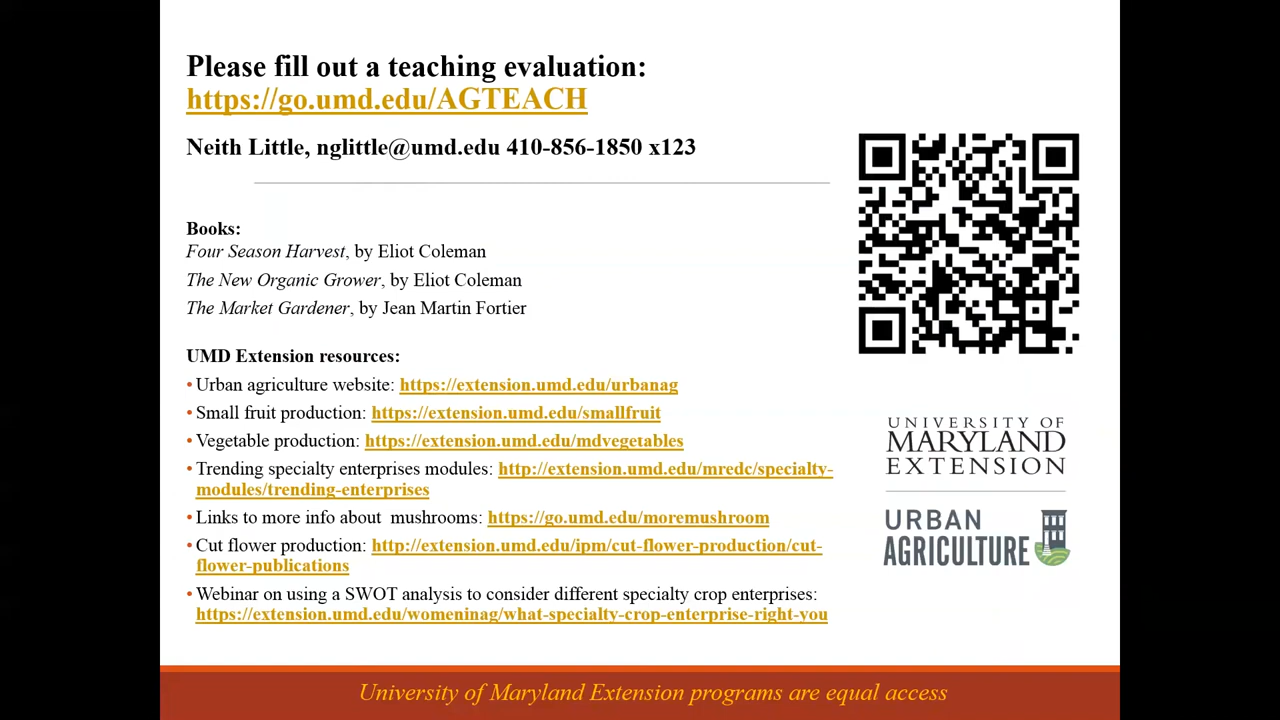 Please fill out a teaching evaluation:
https://go.umd.edu/AGTEACH
Neith Little, nglittle@umd.edu 410-856-1850 x123
Books:
Four Season Harvest, by Eliot Coleman
The New Organic Grower, by Eliot Coleman
The Market Gardener, by Jean Martin Fortier
UMD Extension resources:
• Urban agriculture website: https://extension.umd.edu/urbanag
• Small fruit production: https://extension.umd.edu/smallfruit
• Vegetable production: https://extension.umd.edu/mdvegetables
• Trending specialty enterprises modules: http://extension.umd.edu/mredc/specialty-
modules/trending-enterprises
• Links to more info about  mushrooms: https://go.umd.edu/moremushroom
• Cut flower production: http://extension.umd.edu/ipm/cut-flower-production/cut-
flower-publications
• Webinar on using a SWOT analysis to consider different specialty crop enterprises:
https://extension.umd.edu/womeninag/what-specialty-crop-enterprise-right-you
UNIVERSITY OF
MARYLAND
EXTENSION
URBAN
AGRICULTURE
University of Maryland Extension programs are equal access